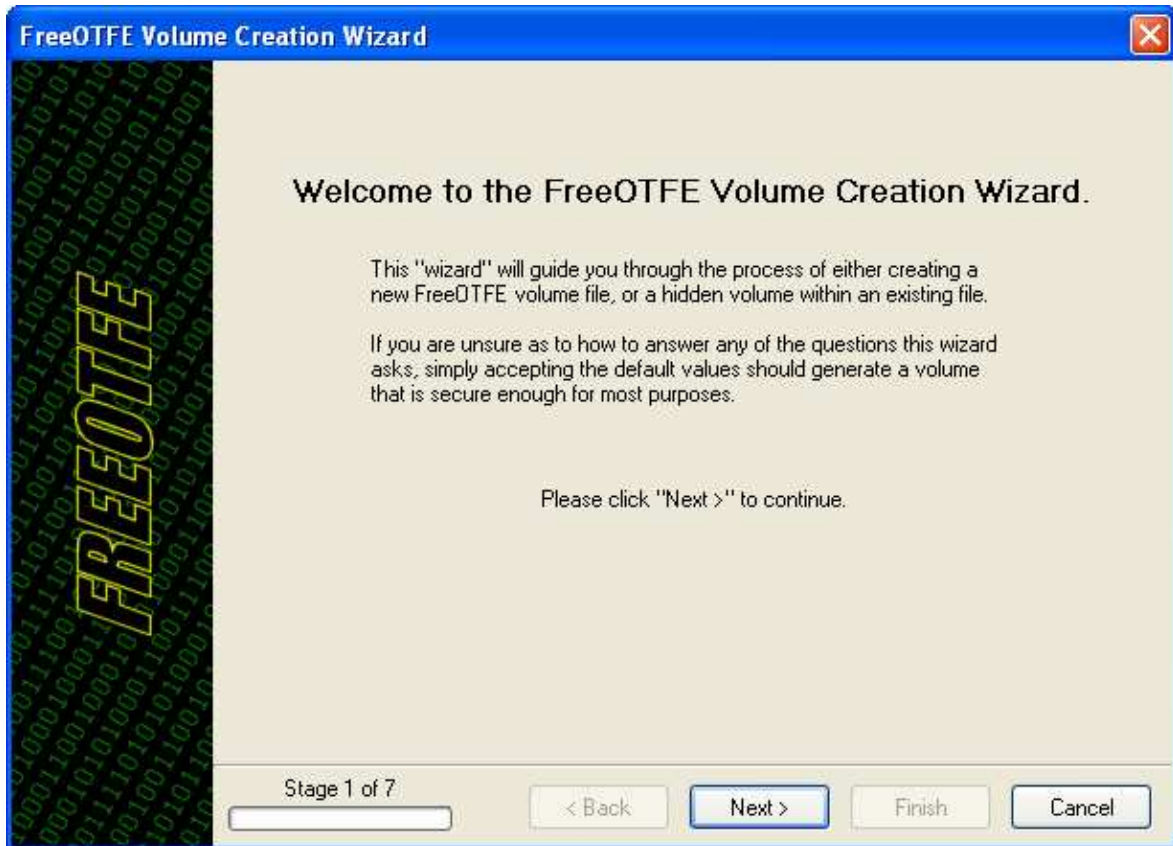 FreeOTFE Volume Creation Wizard
FREEOTFE
Welcome to the FreeOTFE Volume Creation Wizard.
This "wizard" will guide you through the process of either creating a
new FreeOTFE volume file, or a hidden volume within an existing file.
If you are unsure as to how to answer any of the questions this wizard
asks, simply accepting the default values should generate a volume
that is secure enough for most purposes.
Please click "Next >" to continue.
Stage 1 of 7
< Back
Next >
Finish
Cancel